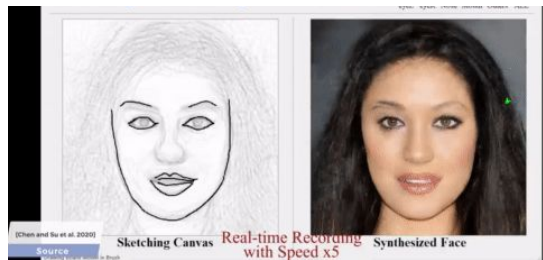 [Chen and Su et al. 2020]
Source
Sketching Canvas
Real-time Recording
with Speed x5
Synthesized Face